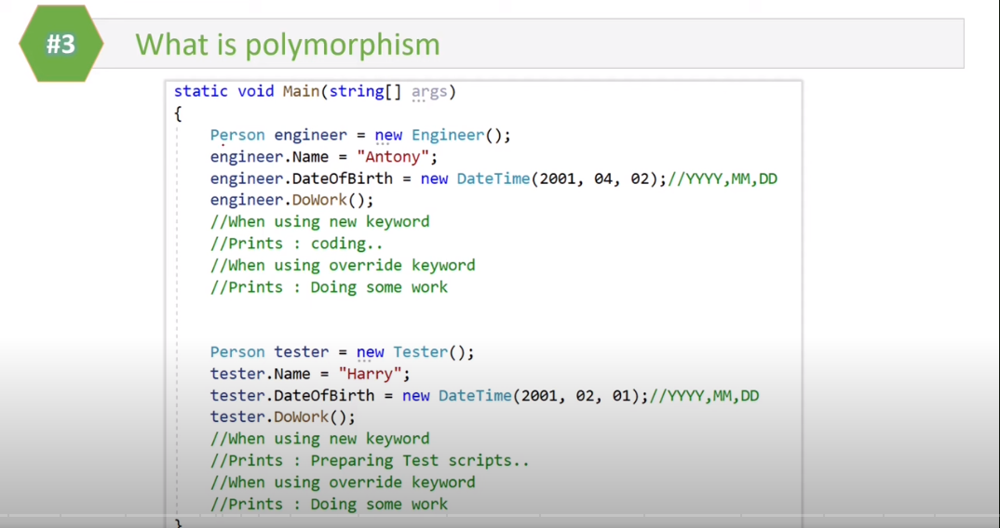 #3
What is polymorphism
static void Main(string[] args)
{
Person engineer = new Engineer();
engineer.Name = "Antony";
engineer.DateOfBirth = new DateTime(2001, 04, 02);//YYYY,MM,DD
engineer.DoWork();
//When using new keyword
//Prints : coding..
//When using override keyword
//Prints : Doing some work
Person tester = new Tester();
tester.Name = "Harry";
tester.DateOfBirth = new DateTime(2001, 02, 01);//YYYY,MM,DD
tester.DoWork();
//When using new keyword
//Prints : Preparing Test scripts..
//When using override keyword
//Prints : Doing some work
}